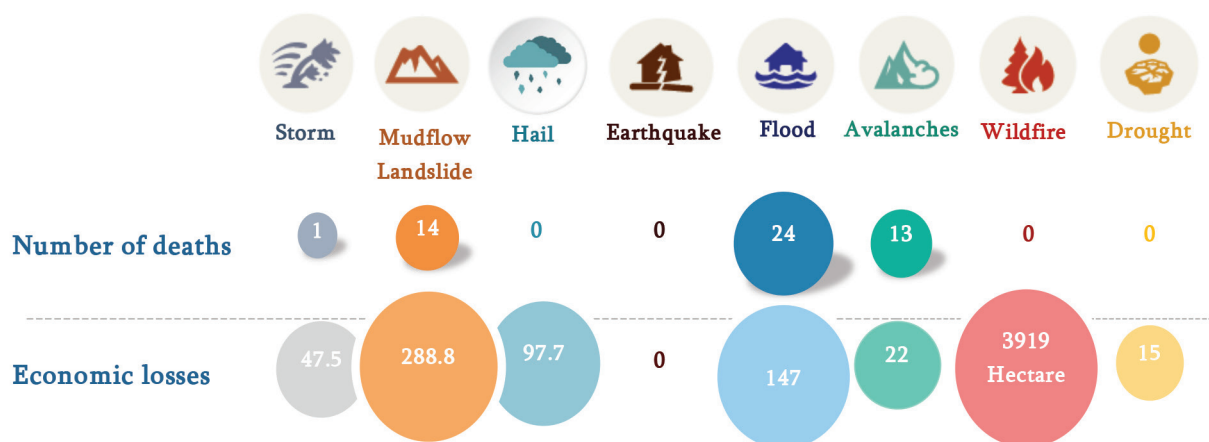 Storm
Mudflow
Landslide
Hail
Earthquake
Flood
Avalanches
Wildfire
Drought
Number of deaths
1
14
0
0
24
13
0
0
Economic losses
47.5
288.8
97.7
0
147
22
3919
Hectare
15